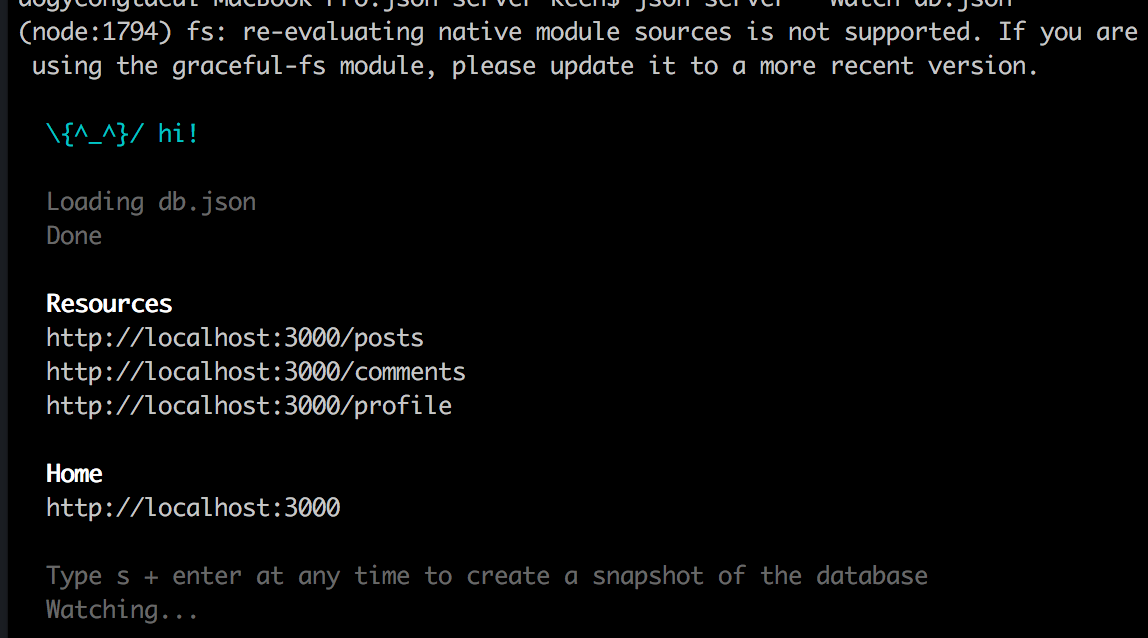 (node:1794) fs: re-evaluating native module sources is not supported. If you are
using the graceful-fs module, please update it to a more recent version.
\{^_^}/ hi!
Loading db.json
Done
Resources
http://localhost:3000/posts
http://localhost:3000/comments
http://localhost:3000/profile
Home
http://localhost:3000
Type s + enter at any time to create a snapshot of the database
Watching...